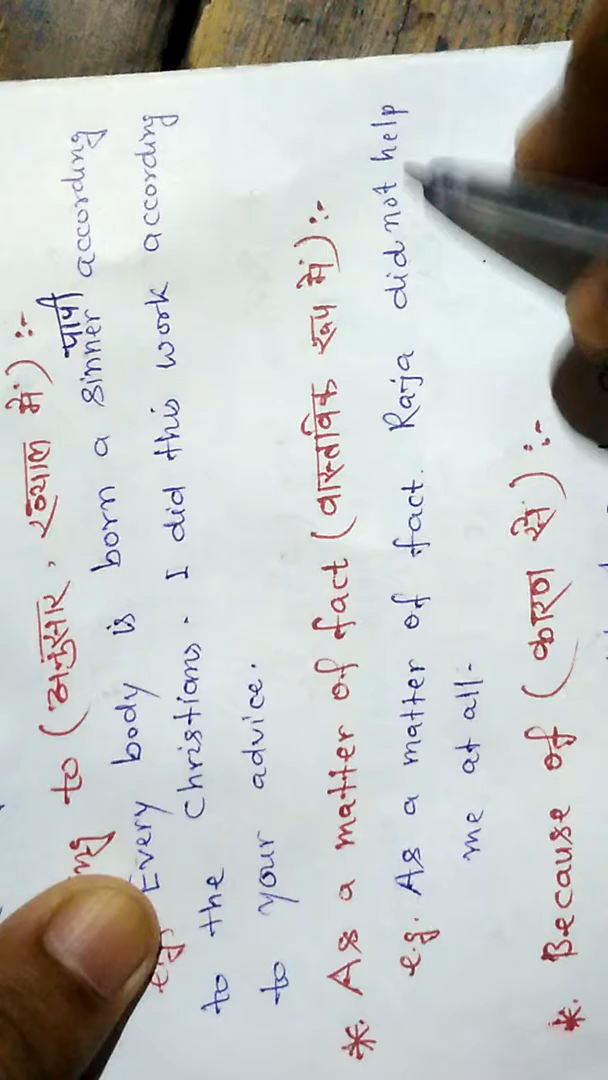 to (अनुसार, ख्याल में) :-
e.g. Every body is born a sinner पापी according
to the Christians. I did this work according
to your advice.
*. As a matter of fact (वास्तविक रूप में) :-
e.g. As a matter of fact. Raja did not help
me at all.
*. Because of (कारण से) :-